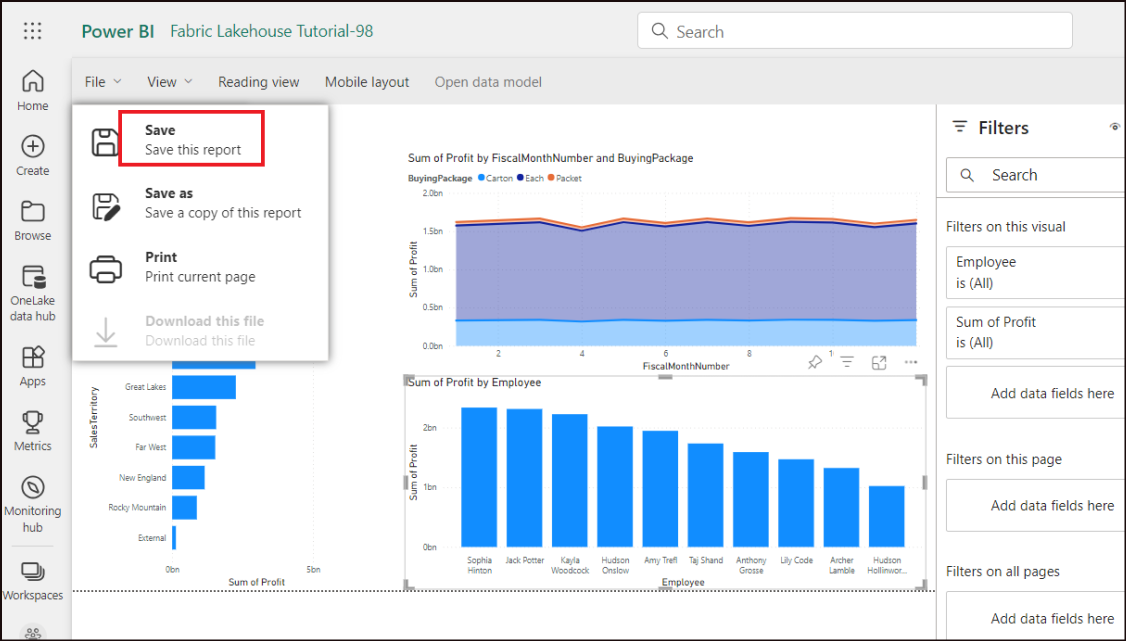 Power BI Fabric Lakehouse Tutorial-98
Search
File View Reading view Mobile layout Open data model
Home
Create
Browse
OneLake
data hub
Apps
Metrics
Monitoring
hub
Workspaces
Save
Save this report
Save as
Save a copy of this report
Print
Print current page
Download this file
Download this file
Sum of Profit by FiscalMonthNumber and BuyingPackage
BuyingPackage Carton Each Packet
Sum of Profit
2.0bn
1.5bn
1.0bn
0.5bn
0.0bn
2 4 6 8 1
FiscalMonthNumber
SalesTerritory
Great Lakes
Southwest
Far West
New England
Rocky Mountain
External
0bn 5bn
Sum of Profit
Sum of Profit by Employee
Sum of Profit
2bn
1bn
0bn
Sophia
Hinton
Jack Potter
Kayla
Woodcock
Hudson
Onslow
Amy Trefl
Taj Shand
Anthony
Grosse
Lily Code
Archer
Lamble
Hudson
Hollinwor...
Employee
Filters
Search
Filters on this visual
Employee
is (All)
Sum of Profit
is (All)
Add data fields here
Filters on this page
Add data fields here
Filters on all pages
Add data fields here